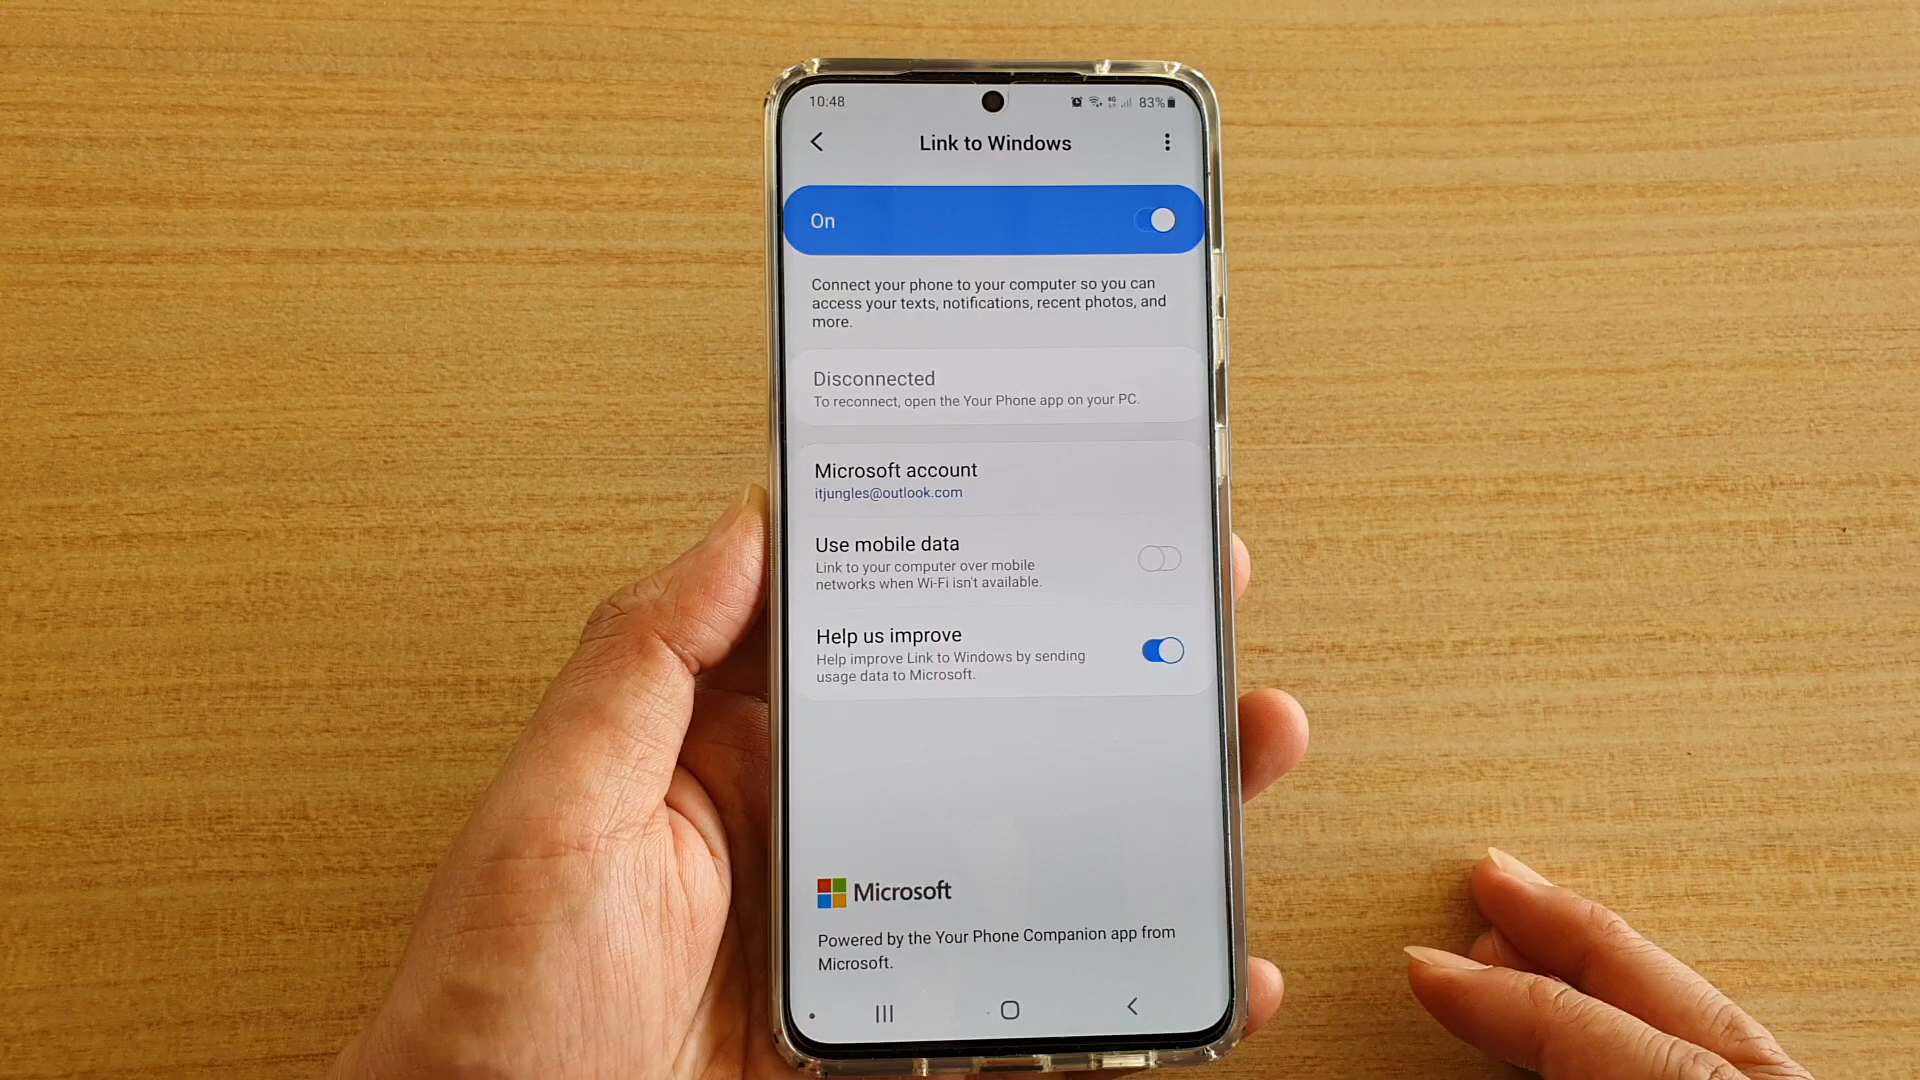 10:48
4G 83%
Link to Windows
On
Connect your phone to your computer so you can
access your texts, notifications, recent photos, and
more.
Disconnected
To reconnect, open the Your Phone app on your PC.
Microsoft account
itjungles@outlook.com
Use mobile data
Link to your computer over mobile
networks when Wi-Fi isn't available.
Help us improve
Help improve Link to Windows by sending
usage data to Microsoft.
Microsoft
Powered by the Your Phone Companion app from
Microsoft.